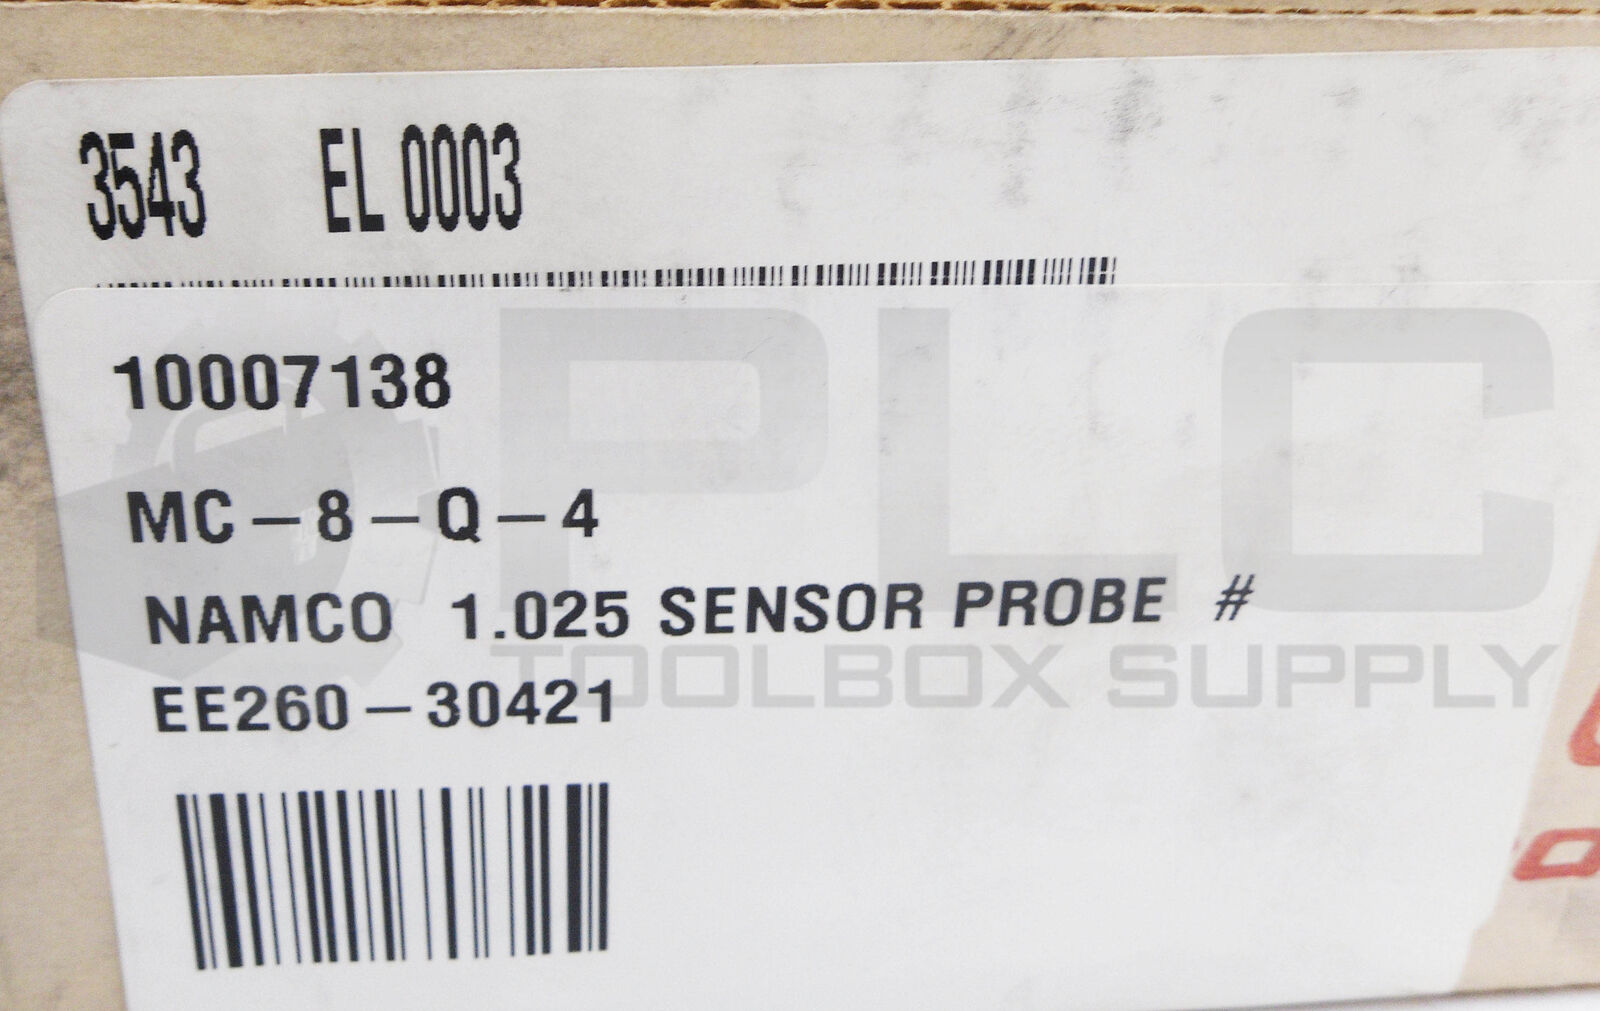 3543 EL 0003
10007138
MC-8-Q-4
NAMCO 1.025 SENSOR PROBE #
EE260-30421
PLC
TOOLBOX SUPPLY